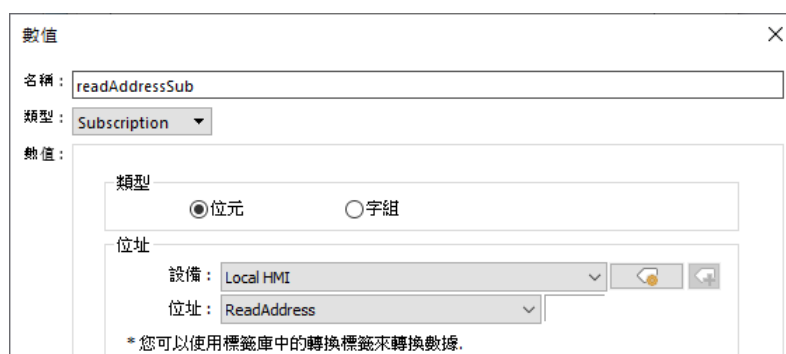 數值
名稱：readAddressSub
類型：Subscription
數值：
類型
位元 字組
位址
設備：Local HMI
位址：ReadAddress
*您可以使用標籤庫中的轉換標籤來轉換數據.